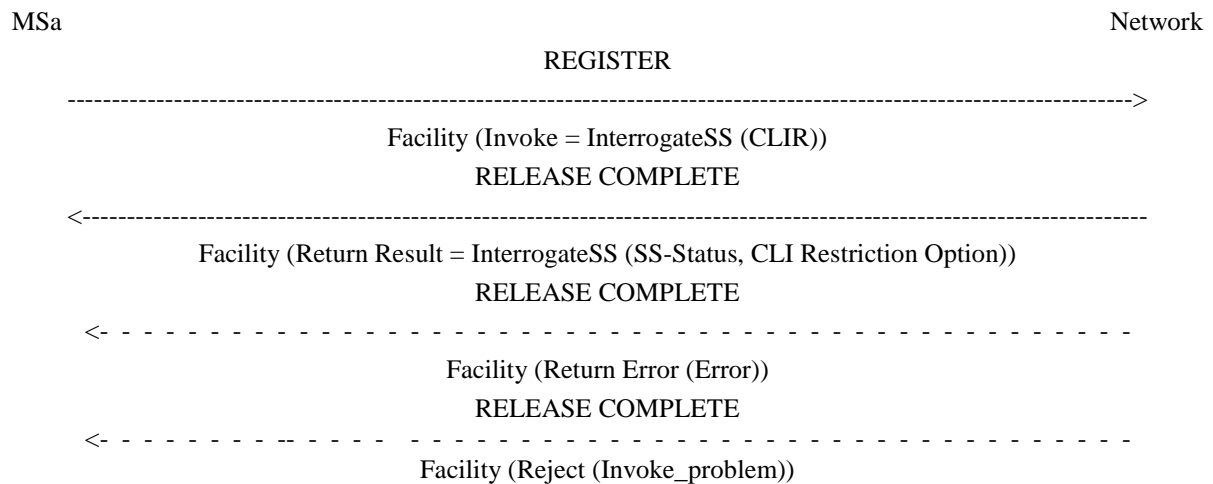 MSa Network
REGISTER
------------------------------------------------------------------------------------------------------------------------>
Facility (Invoke = InterrogateSS (CLIR))
RELEASE COMPLETE
<------------------------------------------------------------------------------------------------------------------------
Facility (Return Result = InterrogateSS (SS-Status, CLI Restriction Option))
RELEASE COMPLETE
<- - - - - - - - - - - - - - - - - - - - - - - - - - - - - - - - - - - -
Facility (Return Error (Error))
RELEASE COMPLETE
<- - - - - - - -- - - - - - - - - - - - - - - - - - - - - - - - - - - - -
Facility (Reject (Invoke_problem))